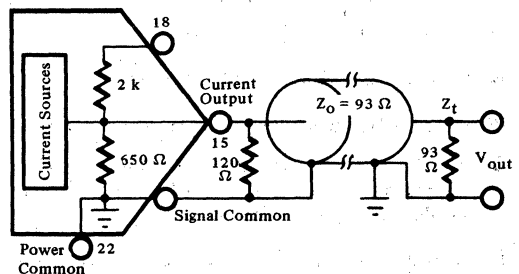 18
Current Sources
2 k
Current
Output
Z₀ = 93 Ω
Zt
650 Ω
15
120
Ω
93
Ω
Vout
Signal Common
Power
Common
22